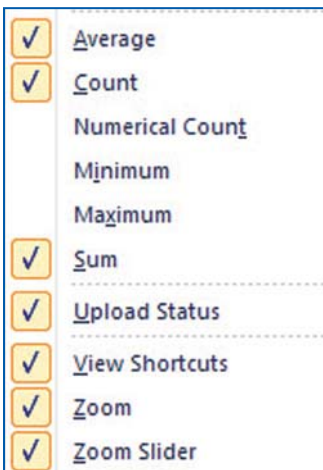 Average
Count
Numerical Count
Minimum
Maximum
Sum
Upload Status
View Shortcuts
Zoom
Zoom Slider